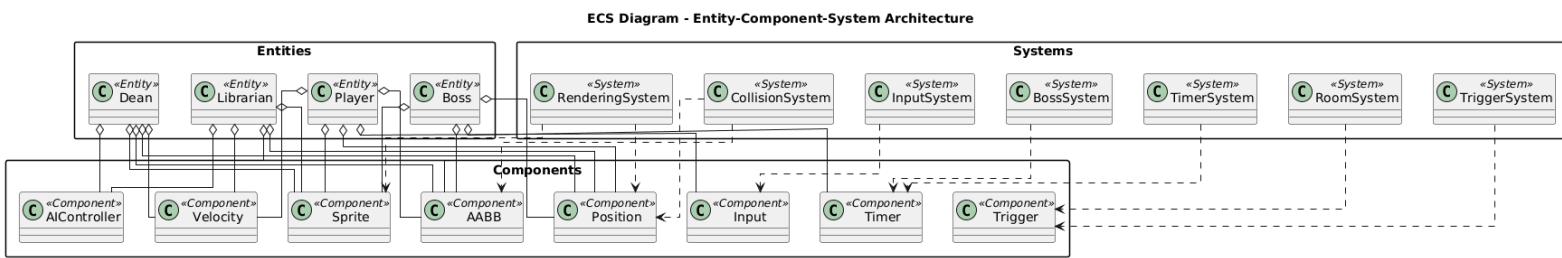 ECS Diagram - Entity-Component-System Architecture
Entities
Systems
C «Entity» Dean
C «Entity» Librarian
C «Entity» Player
C «Entity» Boss
C «System» RenderingSystem
C «System» CollisionSystem
C «System» InputSystem
C «System» BossSystem
C «System» TimerSystem
C «System» RoomSystem
C «System» TriggerSystem
Components
C «Component» AIController
C «Component» Velocity
C «Component» Sprite
C «Component» AABB
C «Component» Position
C «Component» Input
C «Component» Timer
C «Component» Trigger